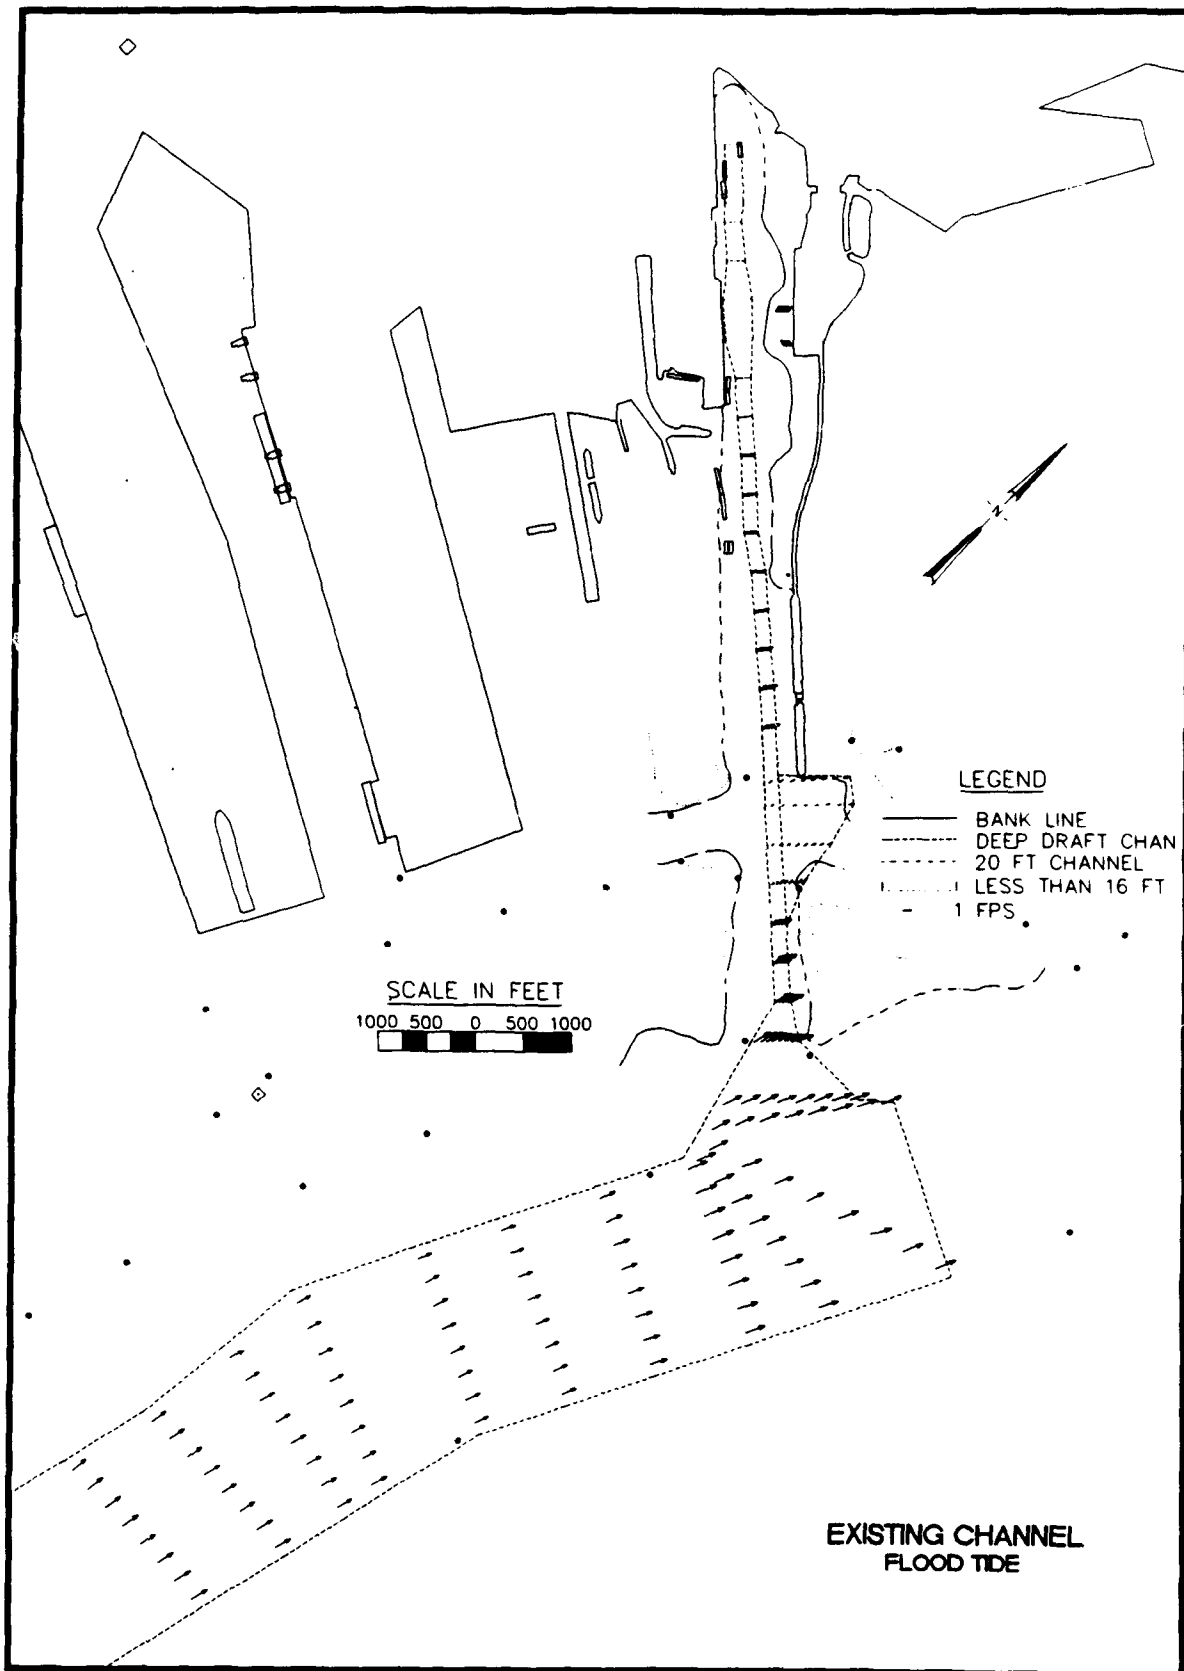 N
LEGEND
BANK LINE
DEEP DRAFT CHAN
20 FT CHANNEL
LESS THAN 16 FT
1 FPS
SCALE IN FEET
1000 500 0 500 1000
EXISTING CHANNEL
FLOOD TIDE